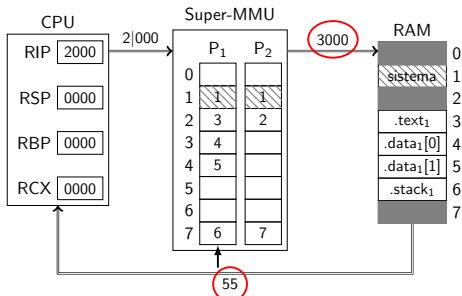 CPU
RIP 2000
RSP 0000
RBP 0000
RCX 0000
2|000
Super-MMU
P1 P2
0
1 1 1
2 3 2
3 4
4 5
5
6
7 6 7
3000
55
RAM
0
sistema 1
2
.text1 3
.data1[0] 4
.data1[1] 5
.stack1 6
7